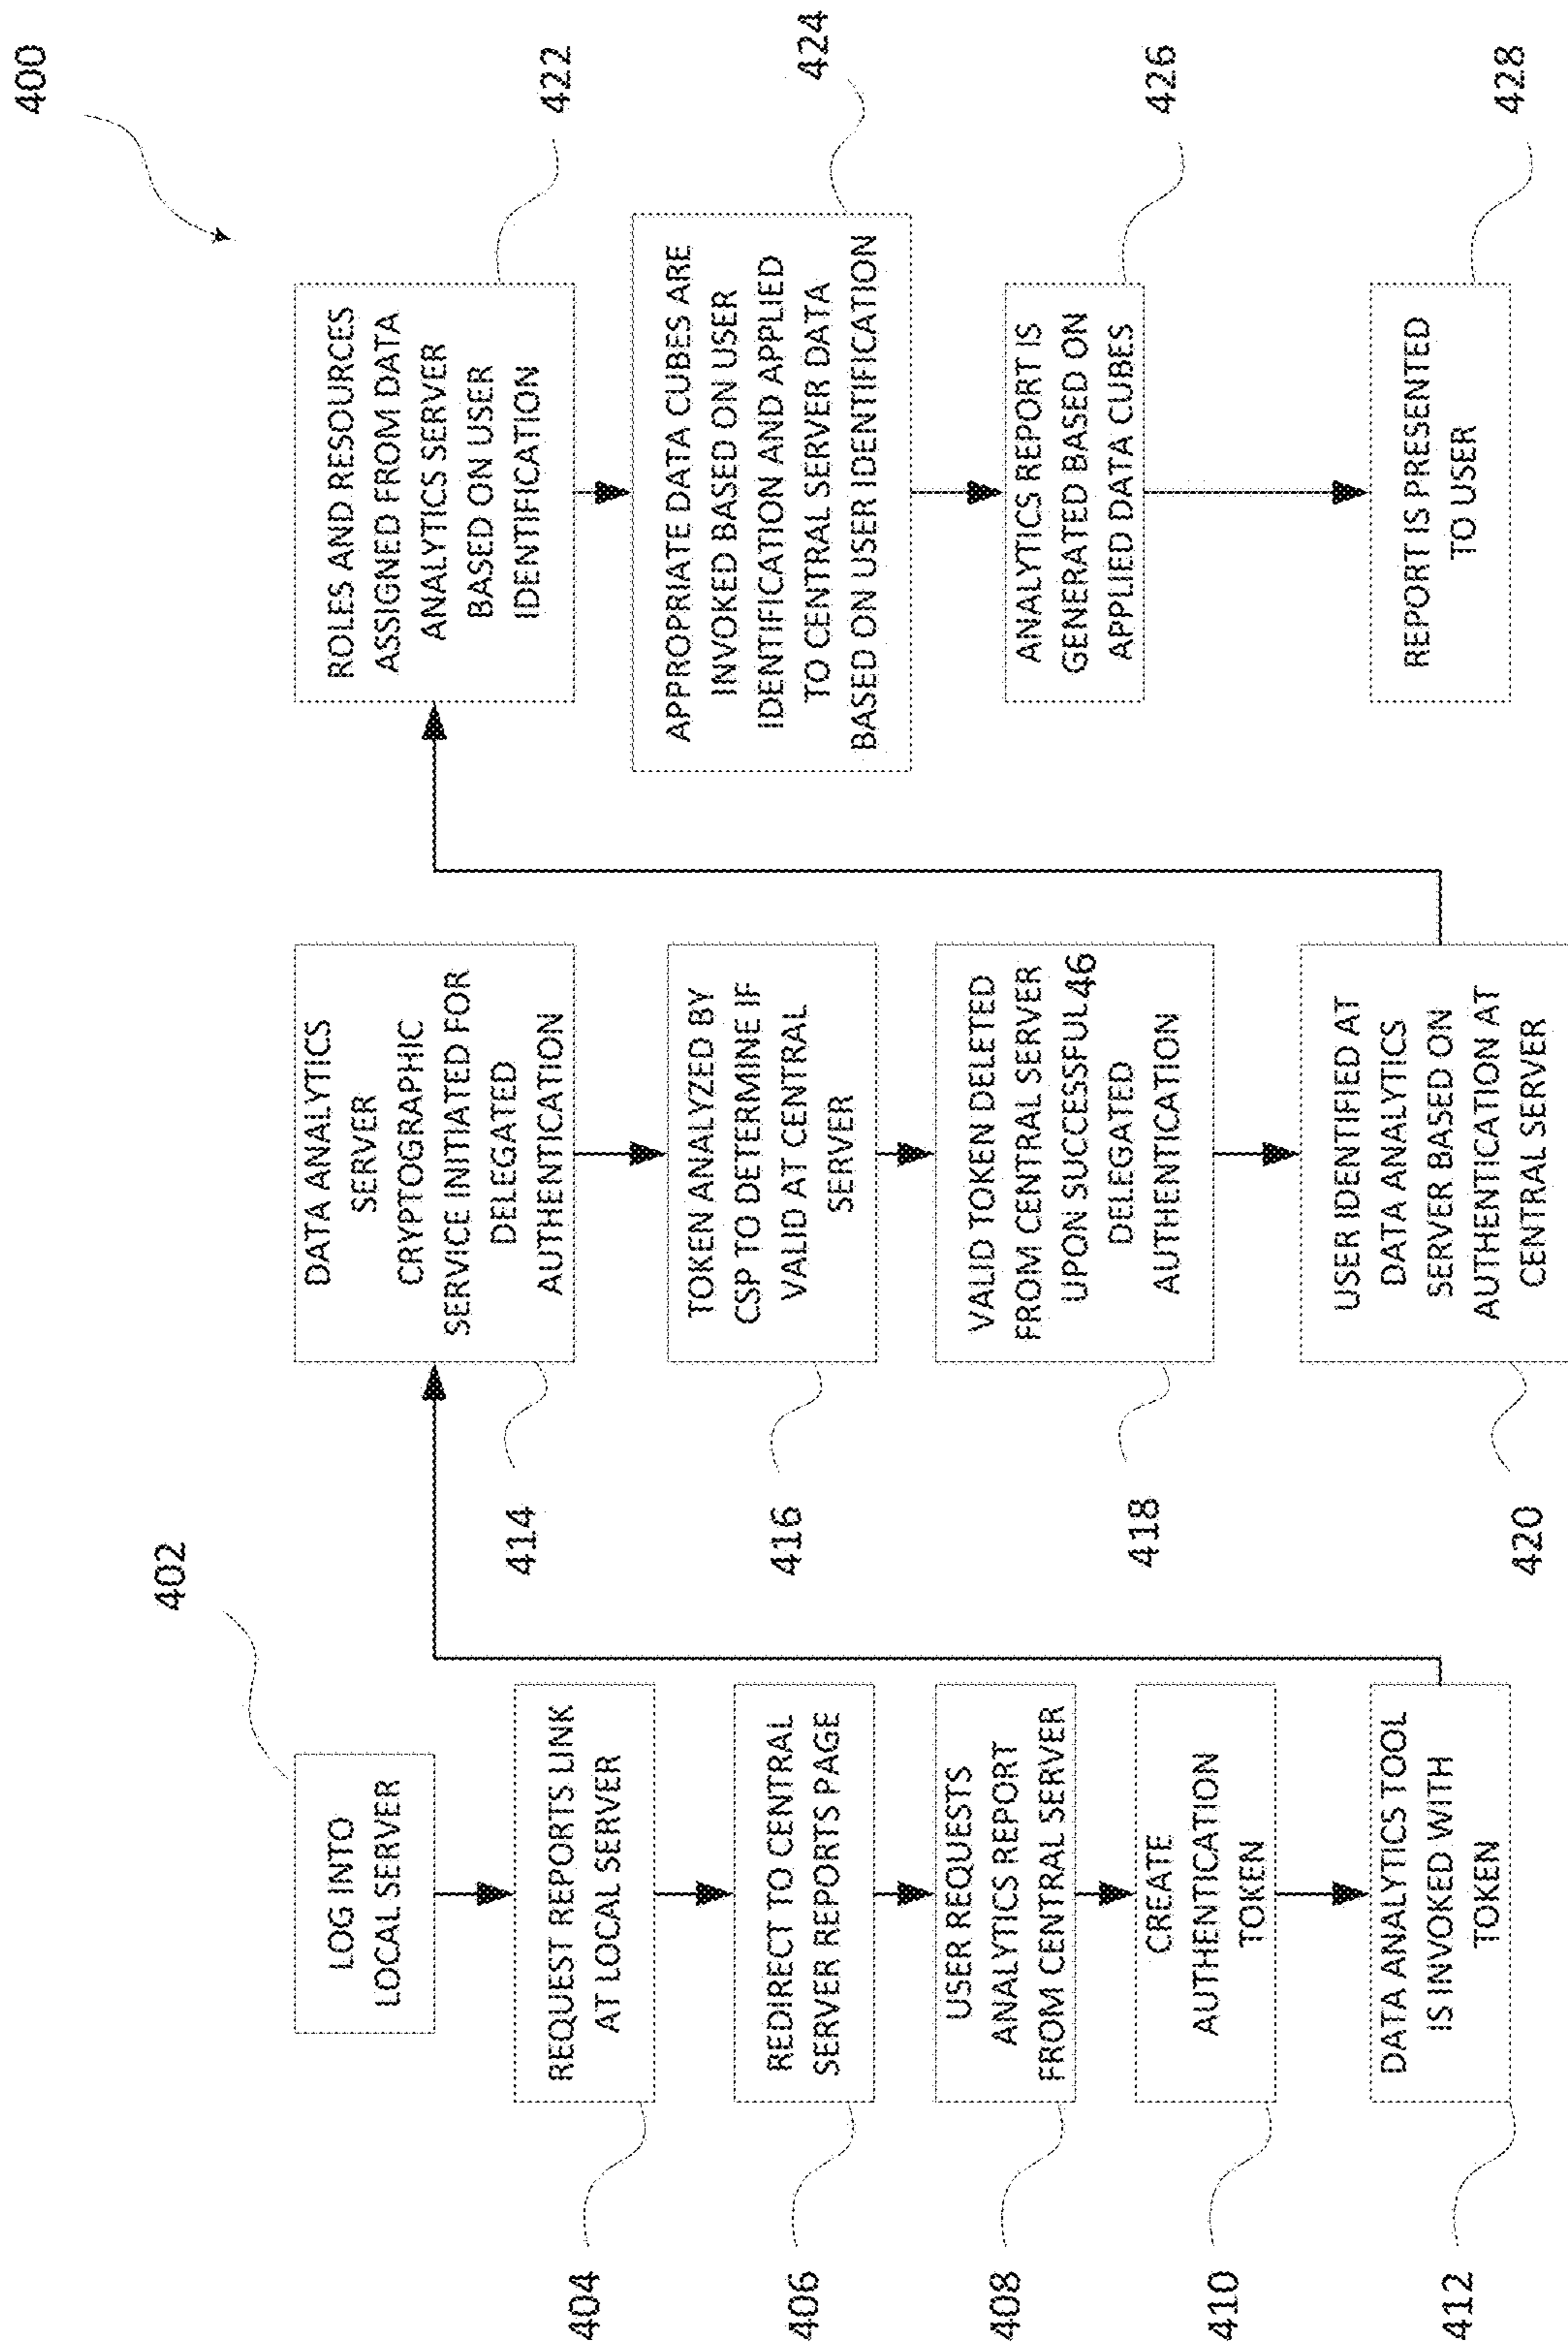 400
402
LOG INTO
LOCAL SERVER
404
REQUEST REPORTS LINK
AT LOCAL SERVER
406
REDIRECT TO CENTRAL
SERVER REPORTS PAGE
408
USER REQUESTS
ANALYTICS REPORT
FROM CENTRAL SERVER
410
CREATE
AUTHENTICATION
TOKEN
412
DATA ANALYTICS TOOL
IS INVOKED WITH
TOKEN
414
DATA ANALYTICS
SERVER
CRYPTOGRAPHIC
SERVICE INITIATED FOR
DELEGATED
AUTHENTICATION
416
TOKEN ANALYZED BY
CSP TO DETERMINE IF
VALID AT CENTRAL
SERVER
418
VALID TOKEN DELETED
FROM CENTRAL SERVER
UPON SUCCESSFUL 46
DELEGATED
AUTHENTICATION
420
USER IDENTIFIED AT
DATA ANALYTICS
SERVER BASED ON
AUTHENTICATION AT
CENTRAL SERVER
422
ROLES AND RESOURCES
ASSIGNED FROM DATA
ANALYTICS SERVER
BASED ON USER
IDENTIFICATION
424
APPROPRIATE DATA CUBES ARE
INVOKED BASED ON USER
IDENTIFICATION AND APPLIED
TO CENTRAL SERVER DATA
BASED ON USER IDENTIFICATION
426
ANALYTICS REPORT IS
GENERATED BASED ON
APPLIED DATA CUBES
428
REPORT IS PRESENTED
TO USER